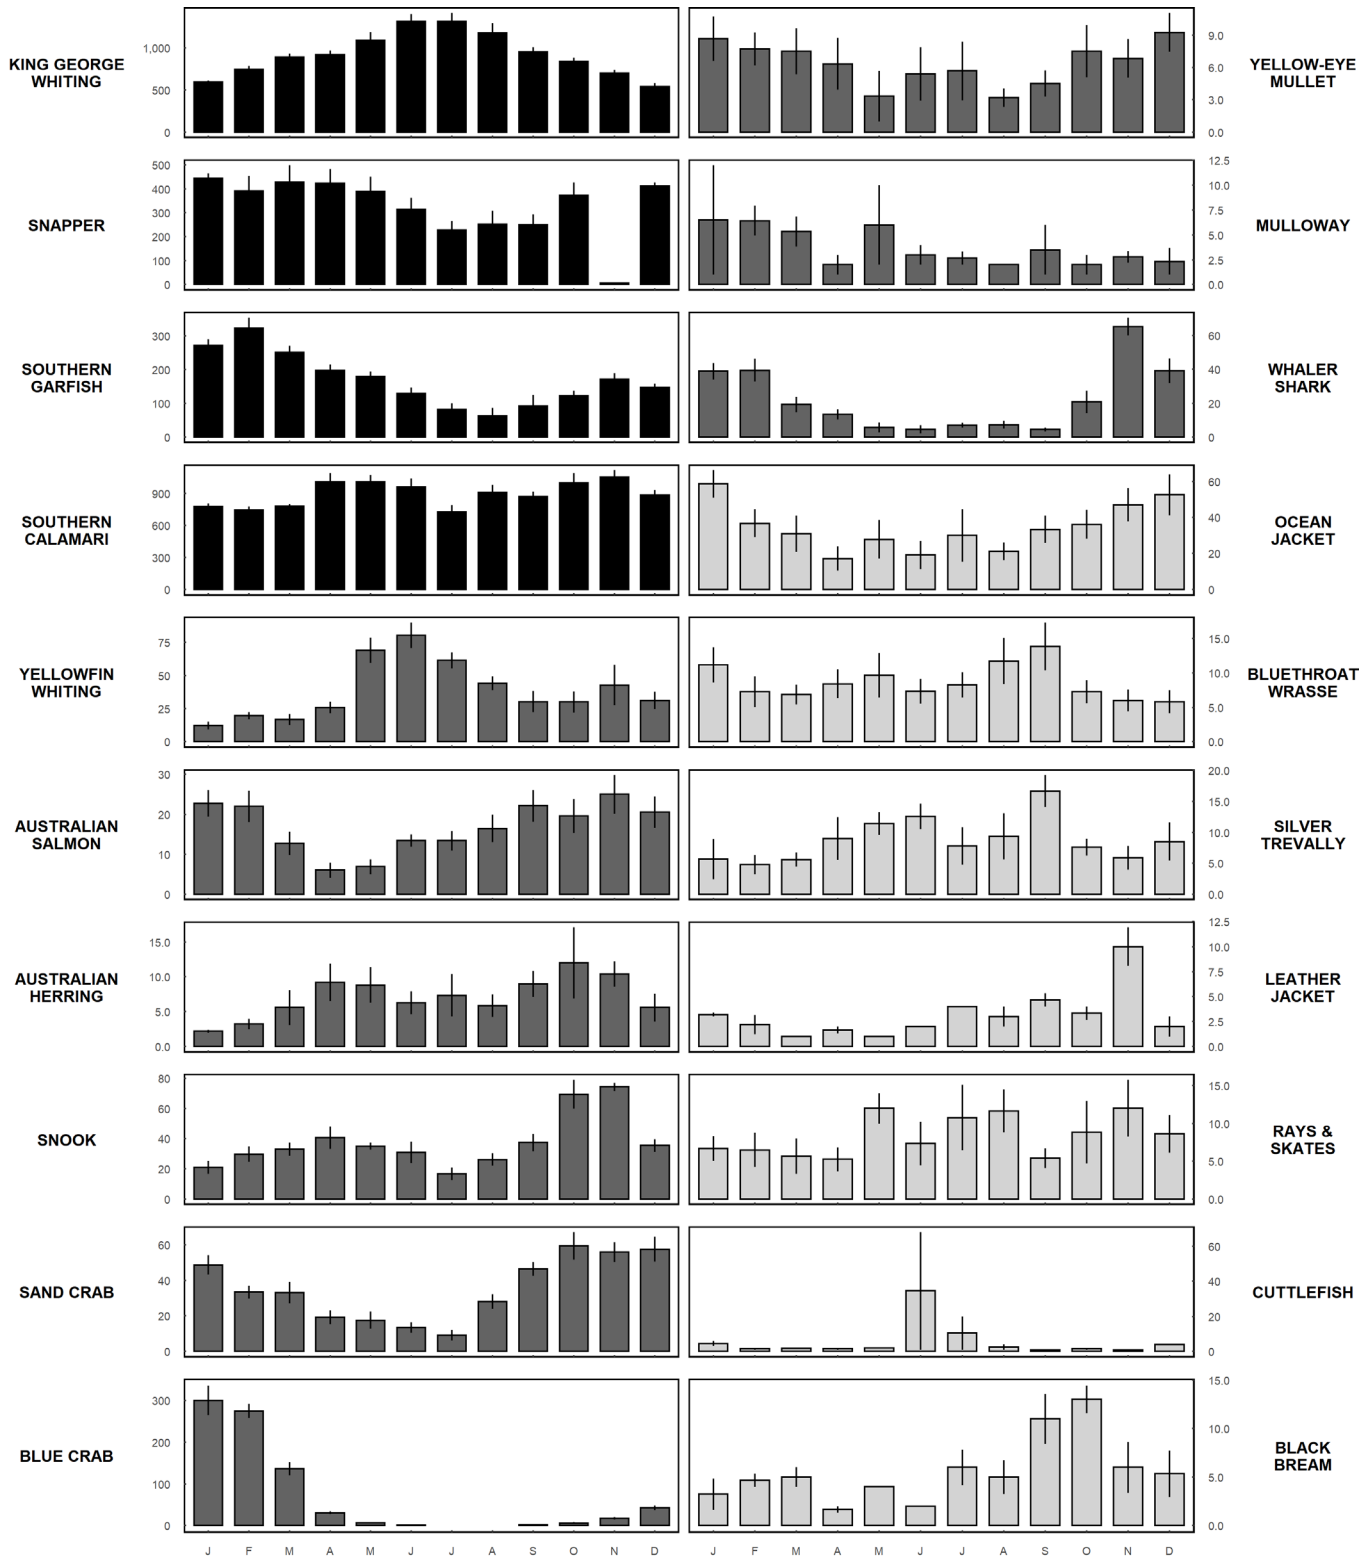 KING GEORGE
WHITING
1,000
500
0
9.0
6.0
3.0
0.0
YELLOW-EYE
MULLET
SNAPPER
500
400
300
200
100
0
12.5
10.0
7.5
5.0
2.5
0.0
MULLOWAY
SOUTHERN
GARFISH
300
200
100
0
60
40
20
0
WHALER
SHARK
SOUTHERN
CALAMARI
900
600
300
0
60
40
20
0
OCEAN
JACKET
YELLOWFIN
WHITING
75
50
25
0
15.0
10.0
5.0
0.0
BLUETHROAT
WRASSE
AUSTRALIAN
SALMON
30
20
10
0
20.0
15.0
10.0
5.0
0.0
SILVER
TREVALLY
AUSTRALIAN
HERRING
15.0
10.0
5.0
0.0
12.5
10.0
7.5
5.0
2.5
0.0
LEATHER
JACKET
SNOOK
80
60
40
20
0
15.0
10.0
5.0
0.0
RAYS &
SKATES
SAND CRAB
60
40
20
0
60
40
20
0
CUTTLEFISH
BLUE CRAB
300
200
100
0
15.0
10.0
5.0
0.0
BLACK
BREAM
J F M A M J J A S O N D J F M A M J J A S O N D